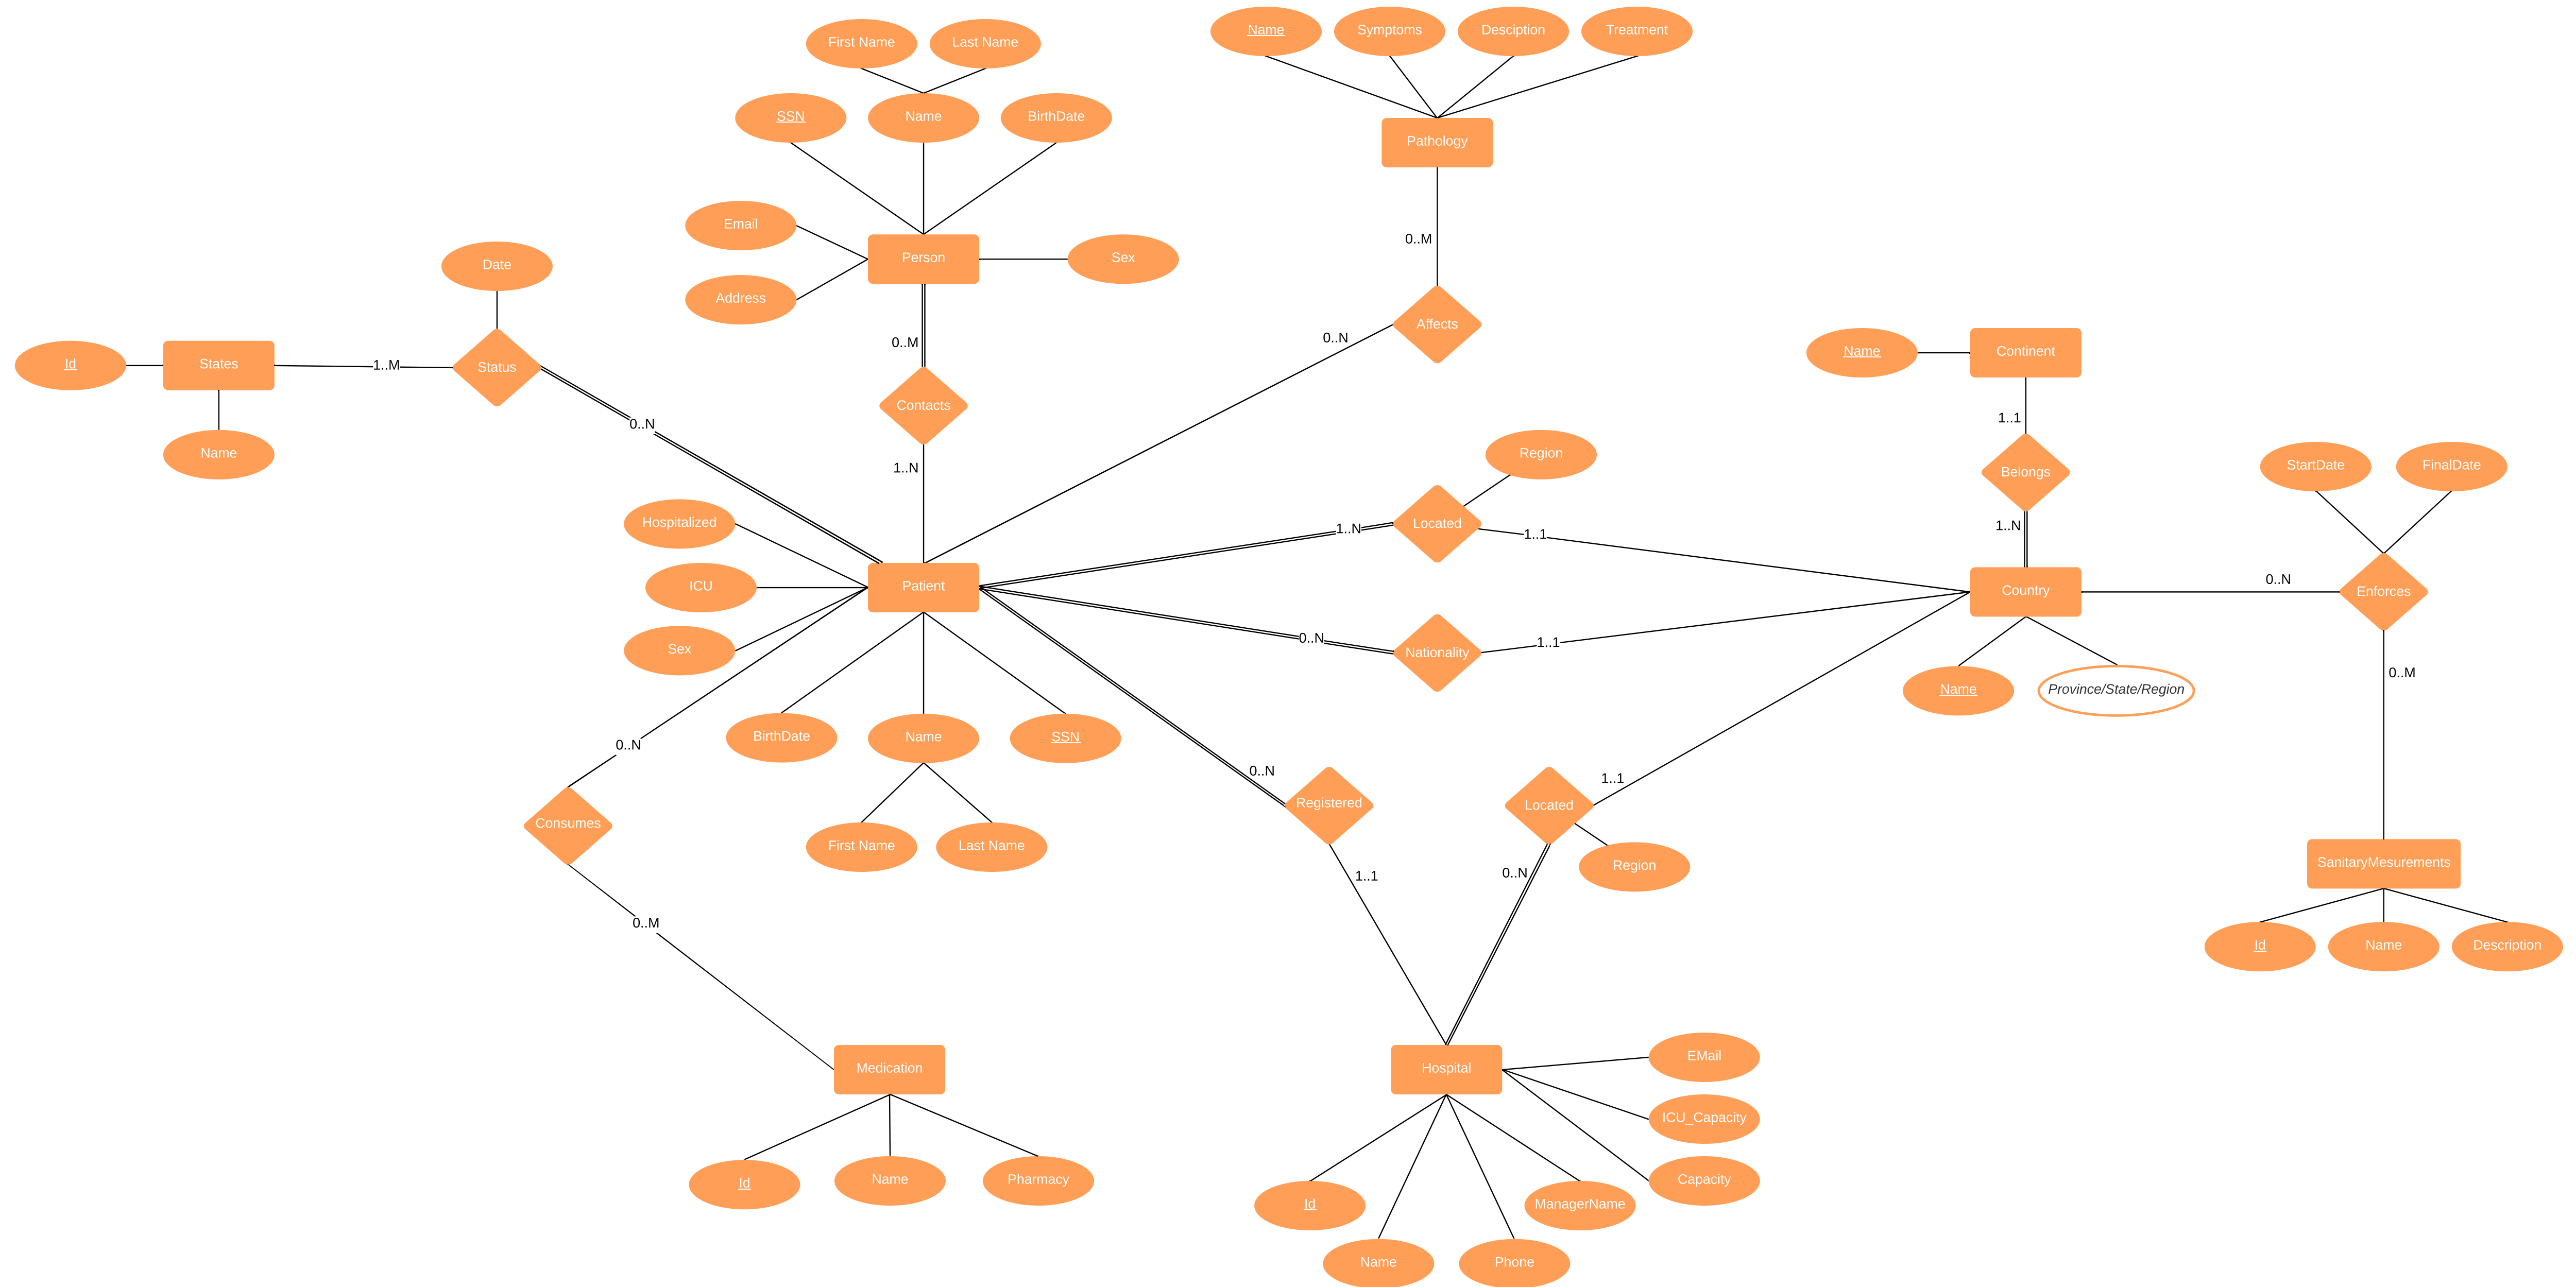 Name
Symptoms
Desciption
Treatment
First Name
Last Name
SSN
Name
BirthDate
Pathology
Email
Person
Sex
Address
0..M
Date
Affects
0..N
0..M
Id
States
1..M
Status
Name
Continent
Contacts
1..1
0..N
Name
1..N
Region
Belongs
StartDate
FinalDate
Hospitalized
1..N
Located
1..1
1..N
ICU
Patient
Country
0..N
Enforces
Sex
0..N
Nationality
1..1
0..M
Name
Province/State/Region
BirthDate
Name
SSN
0..N
0..N
1..1
Registered
Located
Consumes
First Name
Last Name
1..1
0..N
Region
SanitaryMesurements
0..M
Id
Name
Description
Medication
Hospital
EMail
ICU_Capacity
Id
Name
Pharmacy
Capacity
Id
ManagerName
Name
Phone